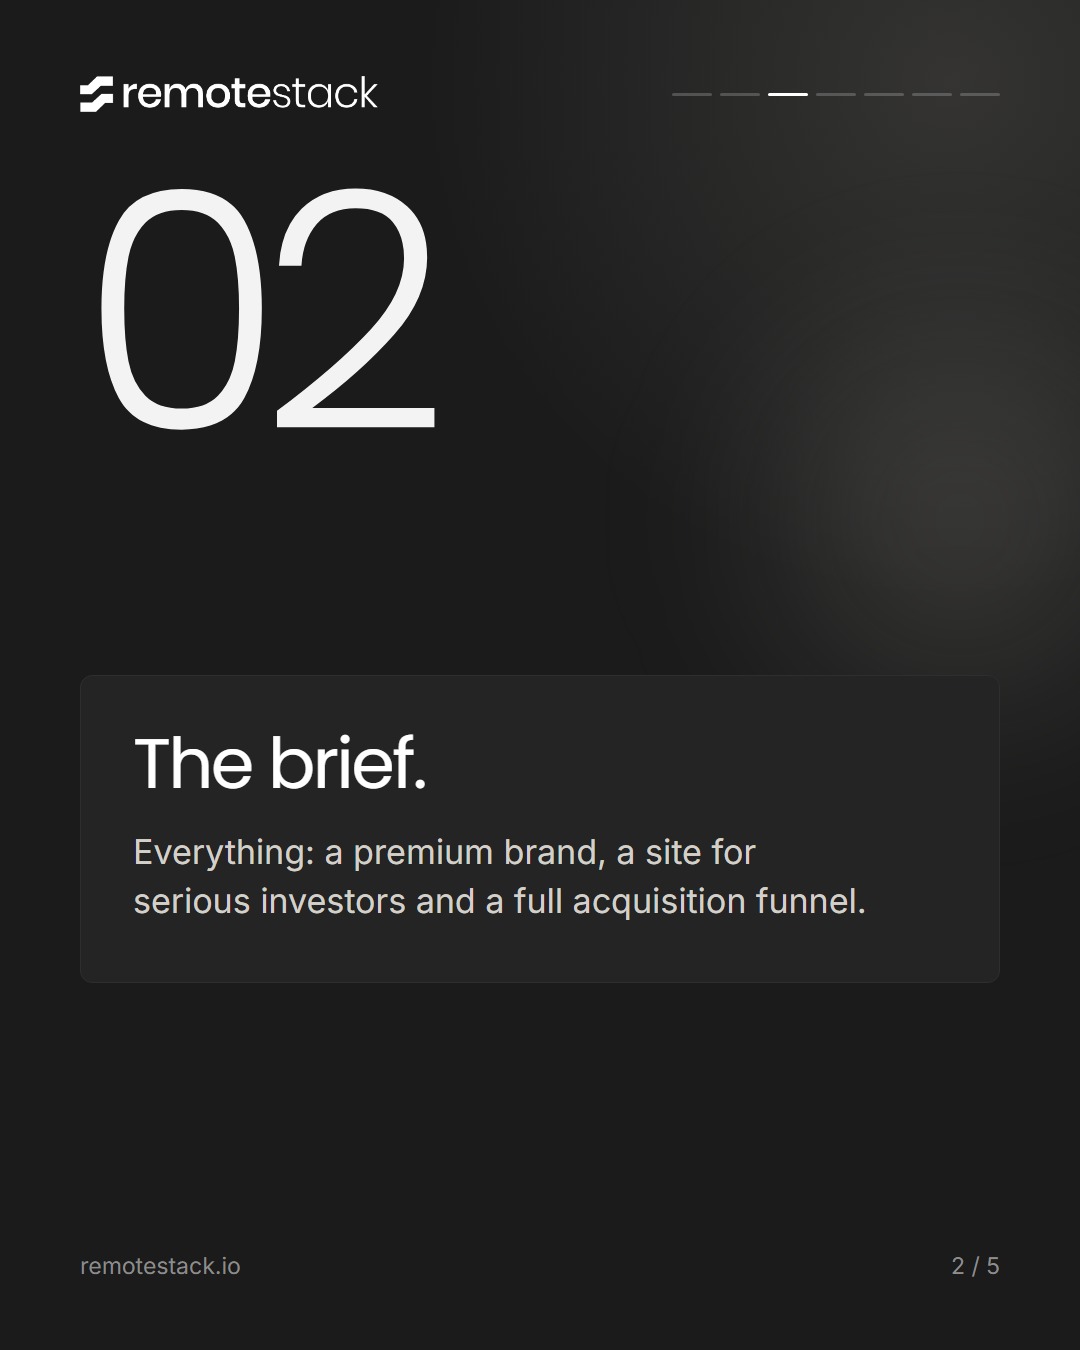 remotestack
02
The brief.
Everything: a premium brand, a site for
serious investors and a full acquisition funnel.
remotestack.io
2 / 5